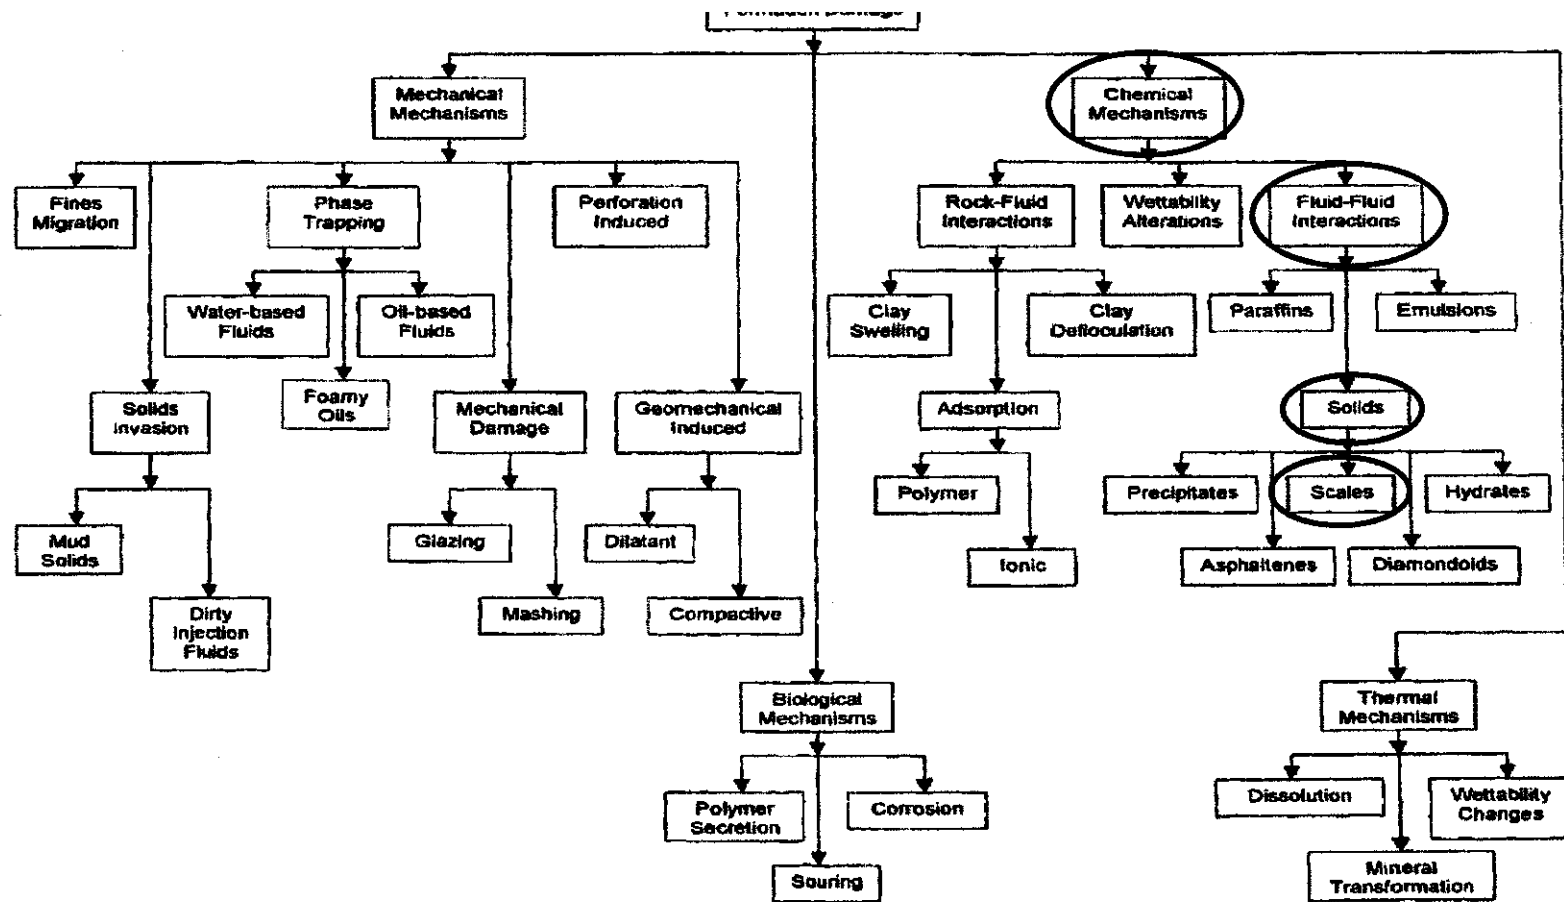 Formation Damage
Mechanical
Mechanisms
Chemical
Mechanisms
Fines
Migration
Phase
Trapping
Perforation
Induced
Rock-Fluid
Interactions
Wettability
Alterations
Fluid-Fluid
Interactions
Water-based
Fluids
Oil-based
Fluids
Clay
Swelling
Clay
Defloculation
Paraffins
Emulsions
Foamy
Oils
Solids
Invasion
Mechanical
Damage
Geomechanical
Induced
Adsorption
Solids
Polymer
Precipitates
Scales
Hydrates
Mud
Solids
Glazing
Dilatant
Ionic
Asphaltenes
Diamondoids
Dirty
Injection
Fluids
Mashing
Compactive
Biological
Mechanisms
Thermal
Mechanisms
Polymer
Secretion
Corrosion
Dissolution
Wettability
Changes
Souring
Mineral
Transformation